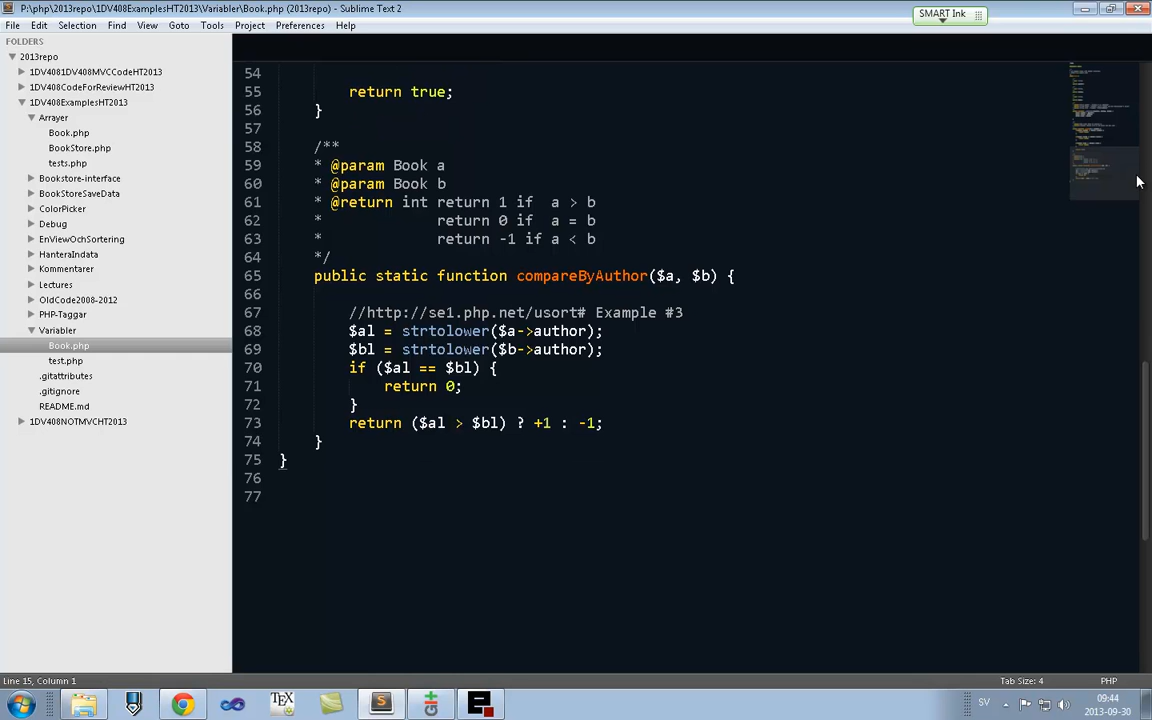 P:\php\2013repo\1DV408ExamplesHT2013\Variabler\Book.php (2013repo) - Sublime Text 2
SMART Ink
File Edit Selection Find View Goto Tools Project Preferences Help
FOLDERS
2013repo
1DV4081DV408MVCCodeHT2013
1DV408CodeForReviewHT2013
1DV408ExamplesHT2013
Arrayer
Book.php
BookStore.php
tests.php
Bookstore-interface
BookStoreSaveData
ColorPicker
Debug
EnViewOchSortering
HanteraIndata
Kommentarer
Lectures
OldCode2008-2012
PHP-Taggar
Variabler
Book.php
test.php
.gitattributes
.gitignore
README.md
1DV408NOTMVCHT2013
54
55 return true;
56 }
57
58 /**
59 * @param Book a
60 * @param Book b
61 * @return int return 1 if a > b
62 * return 0 if a = b
63 * return -1 if a < b
64 */
65 public static function compareByAuthor($a, $b) {
66
67 //http://se1.php.net/usort# Example #3
68 $al = strtolower($a->author);
69 $bl = strtolower($b->author);
70 if ($al == $bl) {
71 return 0;
72 }
73 return ($al > $bl) ? +1 : -1;
74 }
75 }
76
77
Line 15, Column 1
Tab Size: 4 PHP
SV
09:44
2013-09-30